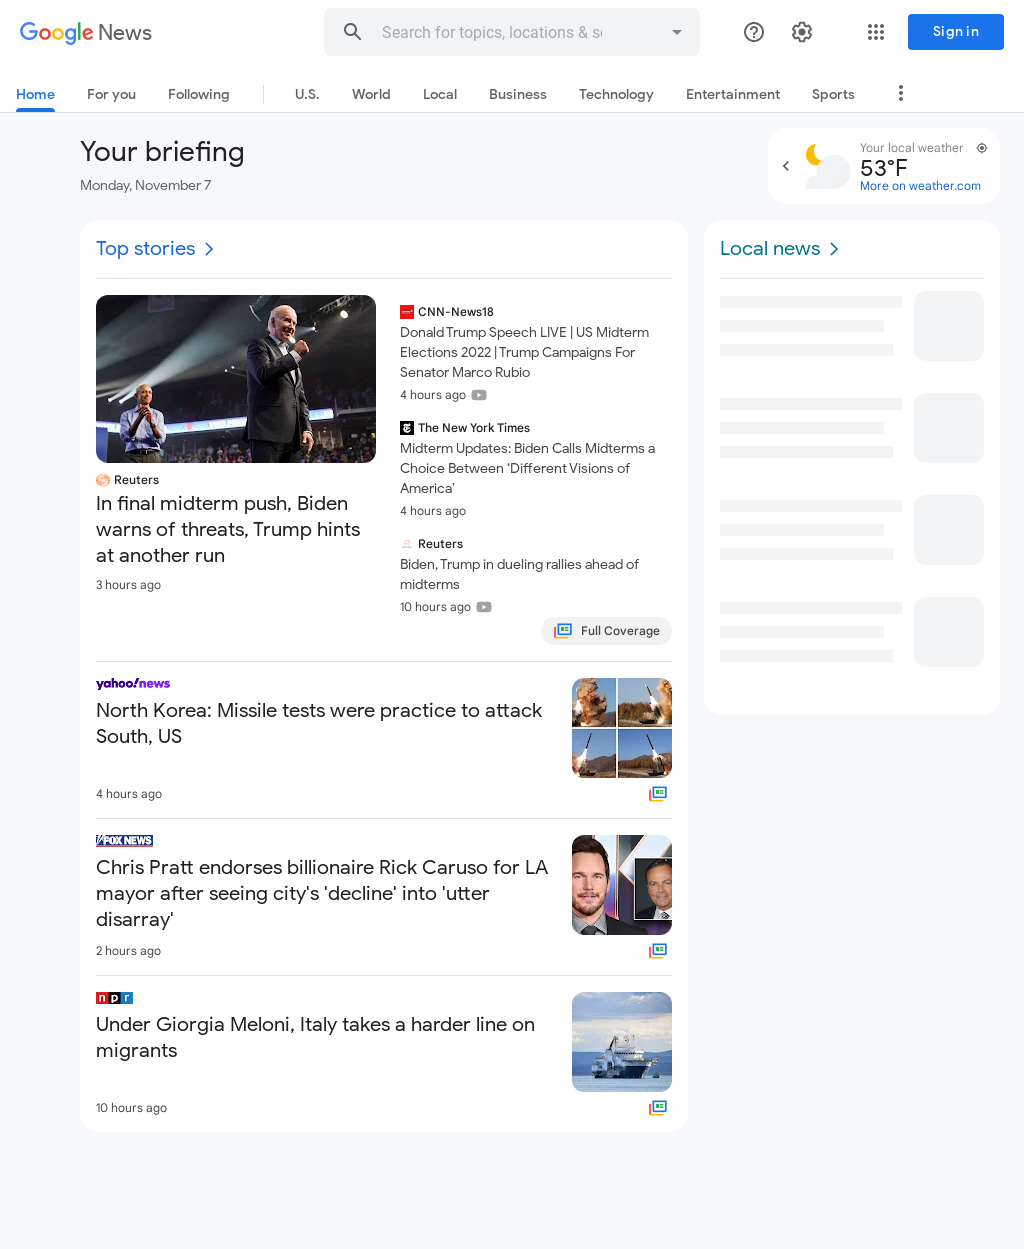 Google News
Search for topics, locations & so
Sign in
Home
For you
Following
U.S.
World
Local
Business
Technology
Entertainment
Sports
Your briefing
Monday, November 7
Your local weather
53°F
More on weather.com
Top stories
Reuters
In final midterm push, Biden
warns of threats, Trump hints
at another run
3 hours ago
CNN-News18
Donald Trump Speech LIVE | US Midterm
Elections 2022 | Trump Campaigns For
Senator Marco Rubio
4 hours ago
The New York Times
Midterm Updates: Biden Calls Midterms a
Choice Between ‘Different Visions of
America’
4 hours ago
Reuters
Biden, Trump in dueling rallies ahead of
midterms
10 hours ago
Full Coverage
yahoo!news
North Korea: Missile tests were practice to attack
South, US
4 hours ago
FOX NEWS
Chris Pratt endorses billionaire Rick Caruso for LA
mayor after seeing city's 'decline' into 'utter
disarray'
2 hours ago
npr
Under Giorgia Meloni, Italy takes a harder line on
migrants
10 hours ago
Local news